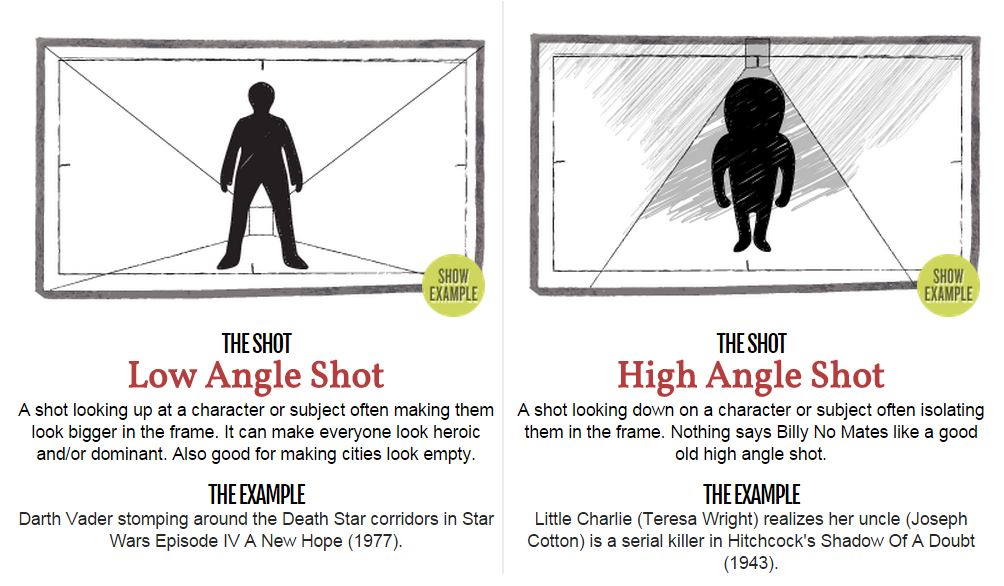 SHOW
EXAMPLE
THE SHOT
Low Angle Shot
A shot looking up at a character or subject often making them
look bigger in the frame. It can make everyone look heroic
and/or dominant. Also good for making cities look empty.
THE EXAMPLE
Darth Vader stomping around the Death Star corridors in Star
Wars Episode IV A New Hope (1977).
SHOW
EXAMPLE
THE SHOT
High Angle Shot
A shot looking down on a character or subject often isolating
them in the frame. Nothing says Billy No Mates like a good
old high angle shot.
THE EXAMPLE
Little Charlie (Teresa Wright) realizes her uncle (Joseph
Cotton) is a serial killer in Hitchcock's Shadow Of A Doubt
(1943).